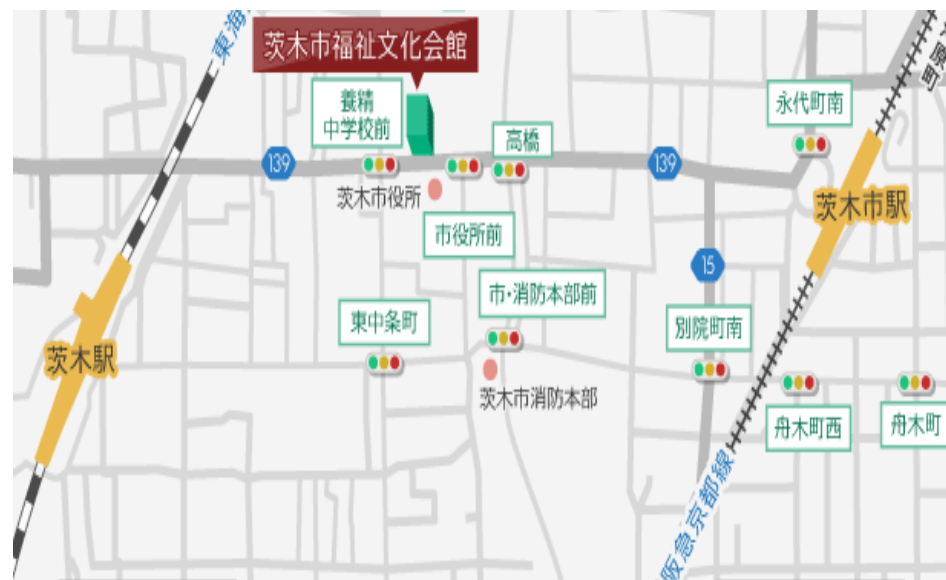 東海
茨木市福祉文化会館
原町
養精
中学校前
永代町南
高橋
139
139
茨木市役所
茨木市駅
市役所前
15
市・消防本部前
東中条町
別院町南
茨木駅
茨木市消防本部
舟木町西
舟木町
阪急京都線